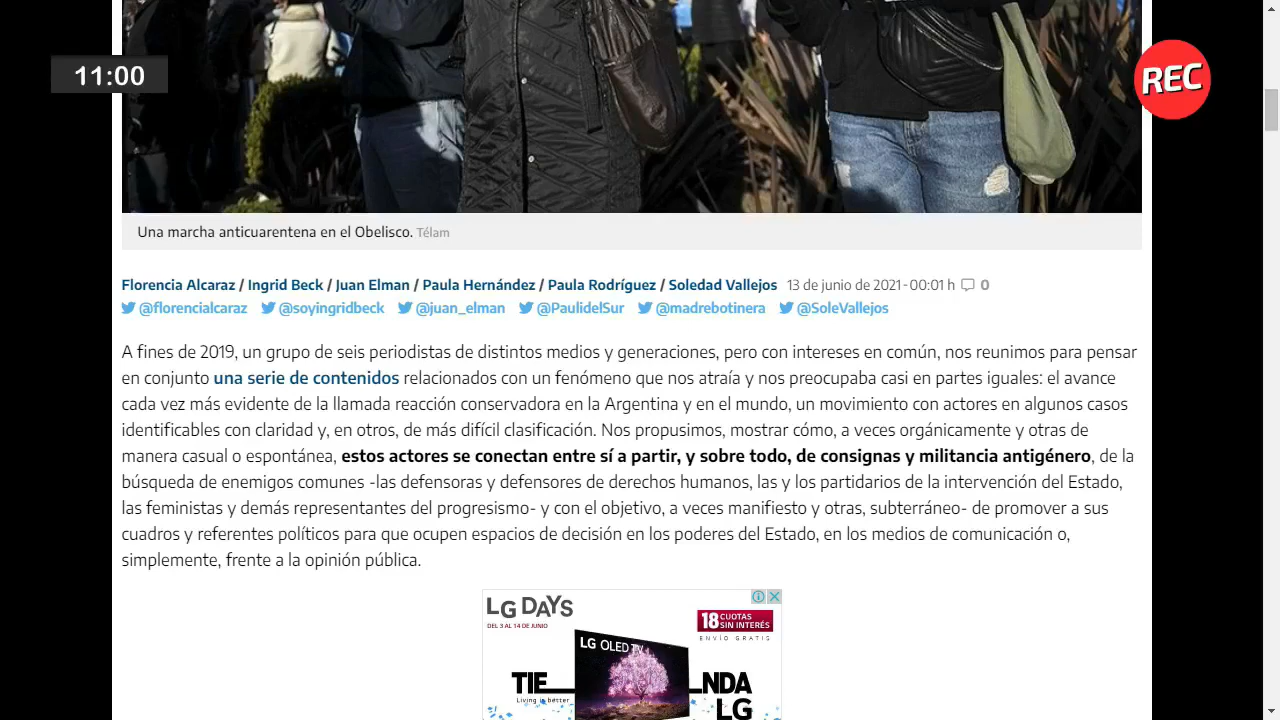 11:00
REC
Una marcha anticuarentena en el Obelisco. Télam
Florencia Alcaraz / Ingrid Beck / Juan Elman / Paula Hernández / Paula Rodríguez / Soledad Vallejos 13 de junio de 2021 - 00:01 h 0
@florencialcaraz @soyingridbeck @juan_elman @PaulidelSur @madrebotinera @SoleVallejos
A fines de 2019, un grupo de seis periodistas de distintos medios y generaciones, pero con intereses en común, nos reunimos para pensar
en conjunto una serie de contenidos relacionados con un fenómeno que nos atraía y nos preocupaba casi en partes iguales: el avance
cada vez más evidente de la llamada reacción conservadora en la Argentina y en el mundo, un movimiento con actores en algunos casos
identificables con claridad y, en otros, de más difícil clasificación. Nos propusimos, mostrar cómo, a veces orgánicamente y otras de
manera casual o espontánea, estos actores se conectan entre sí a partir, y sobre todo, de consignas y militancia antigénero, de la
búsqueda de enemigos comunes -las defensoras y defensores de derechos humanos, las y los partidarios de la intervención del Estado,
las feministas y demás representantes del progresismo- y con el objetivo, a veces manifiesto y otras, subterráneo- de promover a sus
cuadros y referentes políticos para que ocupen espacios de decisión en los poderes del Estado, en los medios de comunicación o,
simplemente, frente a la opinión pública.
LG DAYS
DEL 3 AL 14 DE JUNIO
18 CUOTAS
SIN INTERÉS
ENVÍO GRATIS
LG OLED TV
TIENDA
Living is better
LG